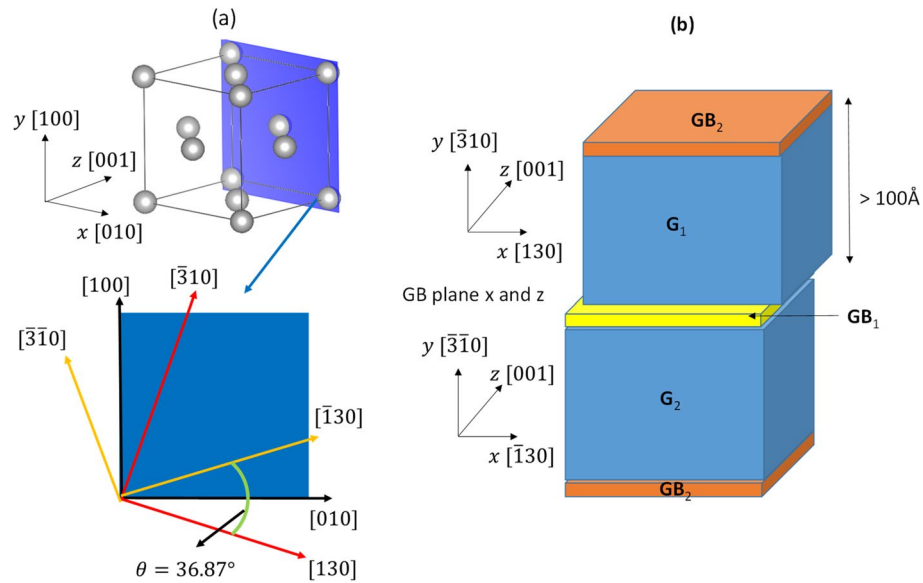 (a)
y [100]
z [001]
x [010]
[100]
[3̅10]
[3̅1̅0]
[1̅30]
[010]
[130]
θ = 36.87°
(b)
GB₂
y [3̅10]
z [001]
x [130]
G₁
> 100Å
GB plane x and z
GB₁
y [3̅1̅0]
z [001]
x [1̅30]
G₂
GB₂